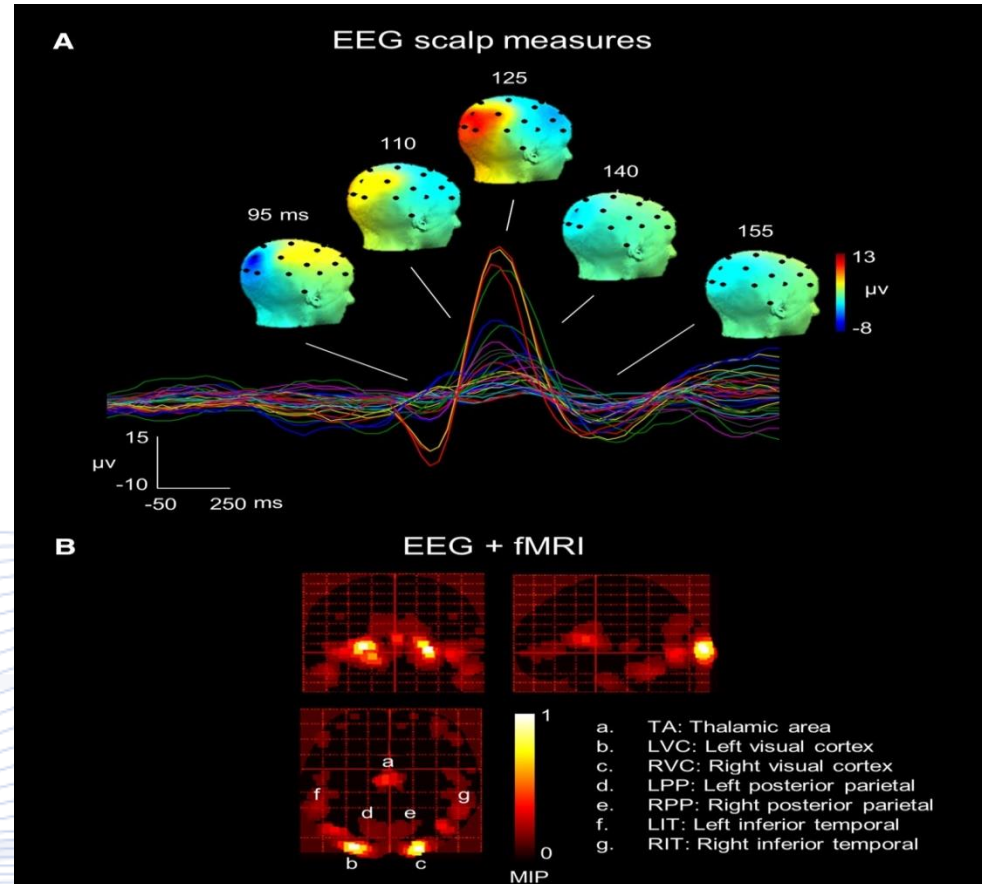 A
EEG scalp measures
125
110
140
95 ms
155
13
μv
-8
15
μv
-10
-50 250 ms
B
EEG + fMRI
1
0
MIP
a
f
g
d e
b c
a. TA: Thalamic area
b. LVC: Left visual cortex
c. RVC: Right visual cortex
d. LPP: Left posterior parietal
e. RPP: Right posterior parietal
f. LIT: Left inferior temporal
g. RIT: Right inferior temporal